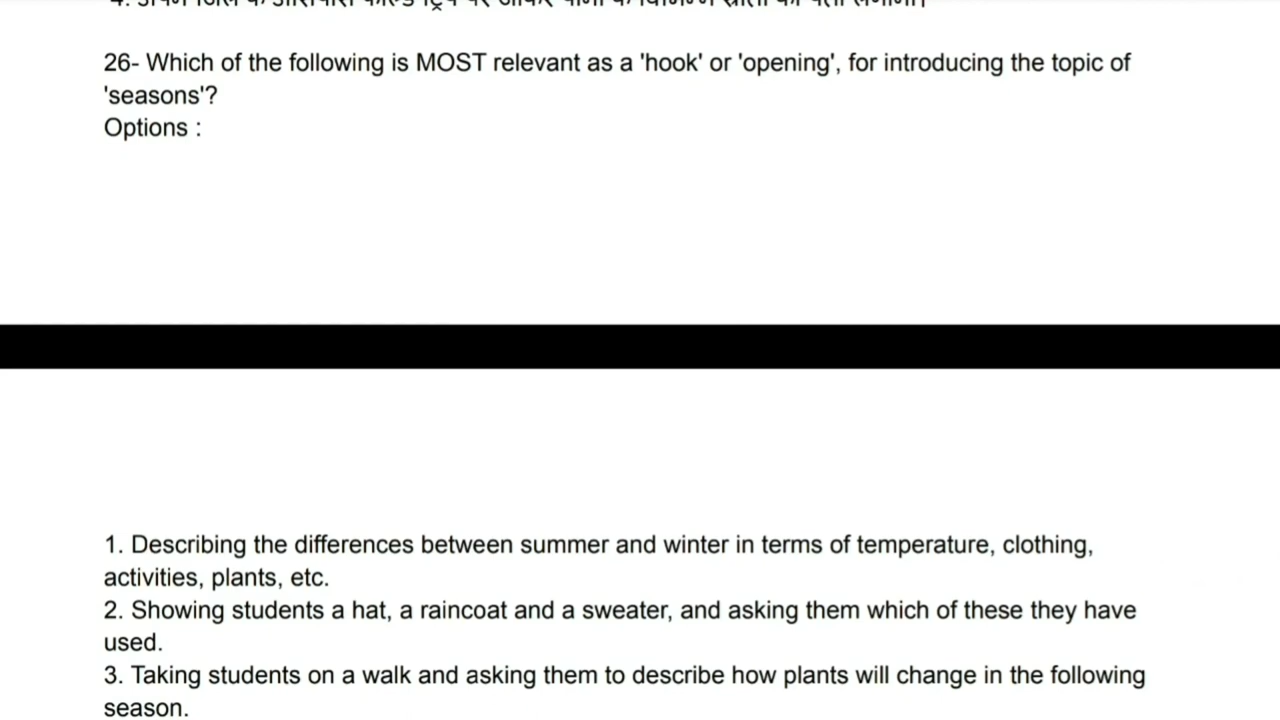 26- Which of the following is MOST relevant as a 'hook' or 'opening', for introducing the topic of
'seasons'?
Options :
1. Describing the differences between summer and winter in terms of temperature, clothing,
activities, plants, etc.
2. Showing students a hat, a raincoat and a sweater, and asking them which of these they have
used.
3. Taking students on a walk and asking them to describe how plants will change in the following
season.